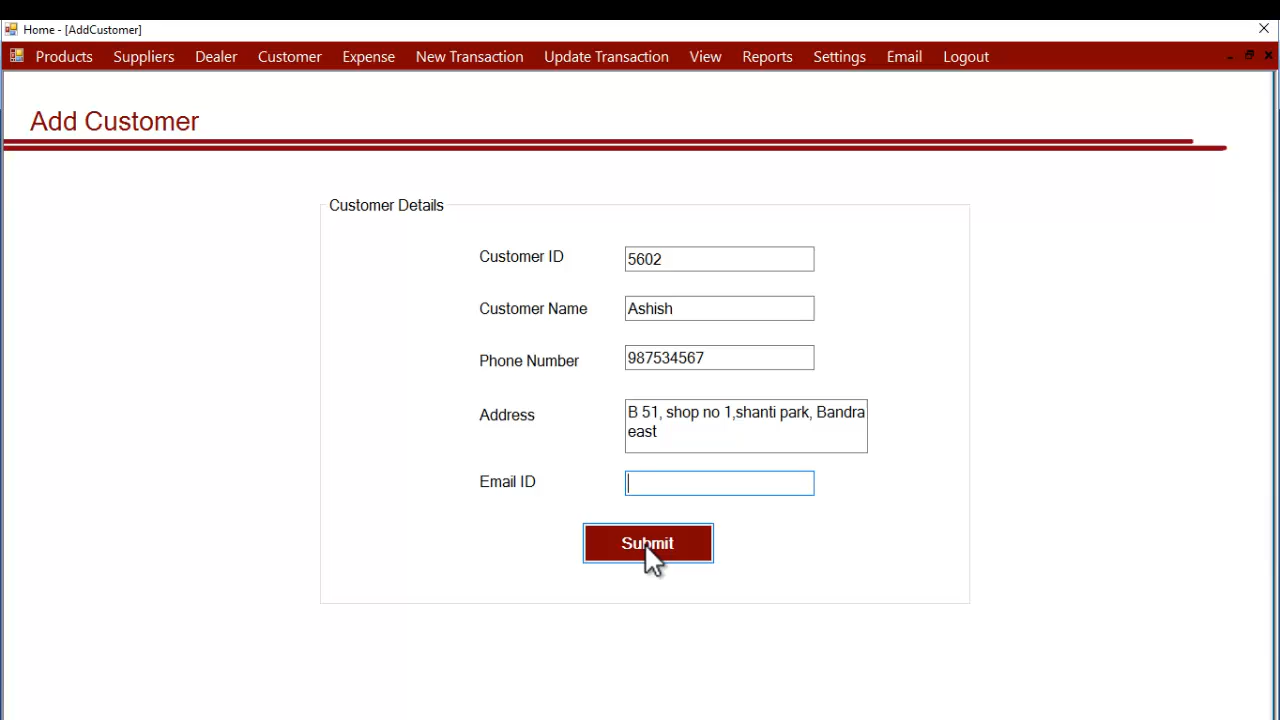 Home - [AddCustomer]
Products Suppliers Dealer Customer Expense New Transaction Update Transaction View Reports Settings Email Logout
Add Customer
Customer Details
Customer ID 5602
Customer Name Ashish
Phone Number 987534567
Address B 51, shop no 1,shanti park, Bandra
east
Email ID
Submit